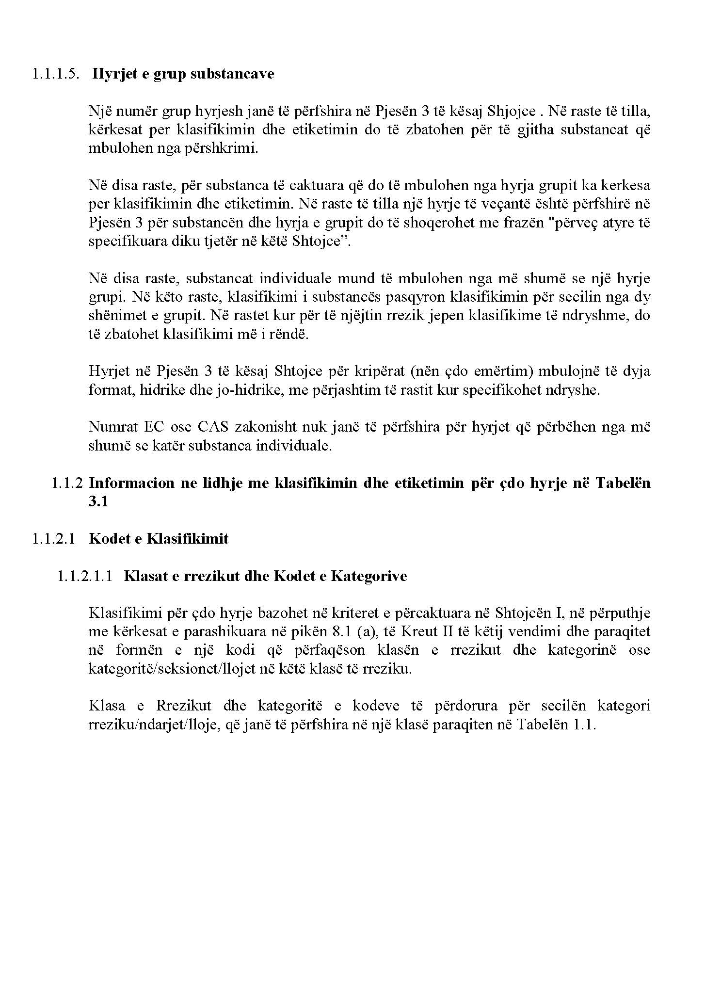 1.1.1.5. Hyrjet e grup substancave
Një numër grup hyrjesh janë të përfshira në Pjesën 3 të kësaj Shjojce . Në raste të tilla,
kërkesat per klasifikimin dhe etiketimin do të zbatohen për të gjitha substancat që
mbulohen nga përshkrimi.
Në disa raste, për substanca të caktuara që do të mbulohen nga hyrja grupit ka kerkesa
per klasifikimin dhe etiketimin. Në raste të tilla një hyrje të veçantë është përfshirë në
Pjesën 3 për substancën dhe hyrja e grupit do të shoqerohet me frazën "përveç atyre të
specifikuara diku tjetër në këtë Shtojce”.
Në disa raste, substancat individuale mund të mbulohen nga më shumë se një hyrje
grupi. Në këto raste, klasifikimi i substancës pasqyron klasifikimin për secilin nga dy
shënimet e grupit. Në rastet kur për të njëjtin rrezik jepen klasifikime të ndryshme, do
të zbatohet klasifikimi më i rëndë.
Hyrjet në Pjesën 3 të kësaj Shtojce për kripërat (nën çdo emërtim) mbulojnë të dyja
format, hidrike dhe jo-hidrike, me përjashtim të rastit kur specifikohet ndryshe.
Numrat EC ose CAS zakonisht nuk janë të përfshira për hyrjet që përbëhen nga më
shumë se katër substanca individuale.
1.1.2 Informacion ne lidhje me klasifikimin dhe etiketimin për çdo hyrje në Tabelën
3.1
1.1.2.1 Kodet e Klasifikimit
1.1.2.1.1 Klasat e rrezikut dhe Kodet e Kategorive
Klasifikimi për çdo hyrje bazohet në kriteret e përcaktuara në Shtojcën I, në përputhje
me kërkesat e parashikuara në pikën 8.1 (a), të Kreut II të këtij vendimi dhe paraqitet
në formën e një kodi që përfaqëson klasën e rrezikut dhe kategorinë ose
kategoritë/seksionet/llojet në këtë klasë të rreziku.
Klasa e Rrezikut dhe kategoritë e kodeve të përdorura për secilën kategori
rreziku/ndarjet/lloje, që janë të përfshira në një klasë paraqiten në Tabelën 1.1.